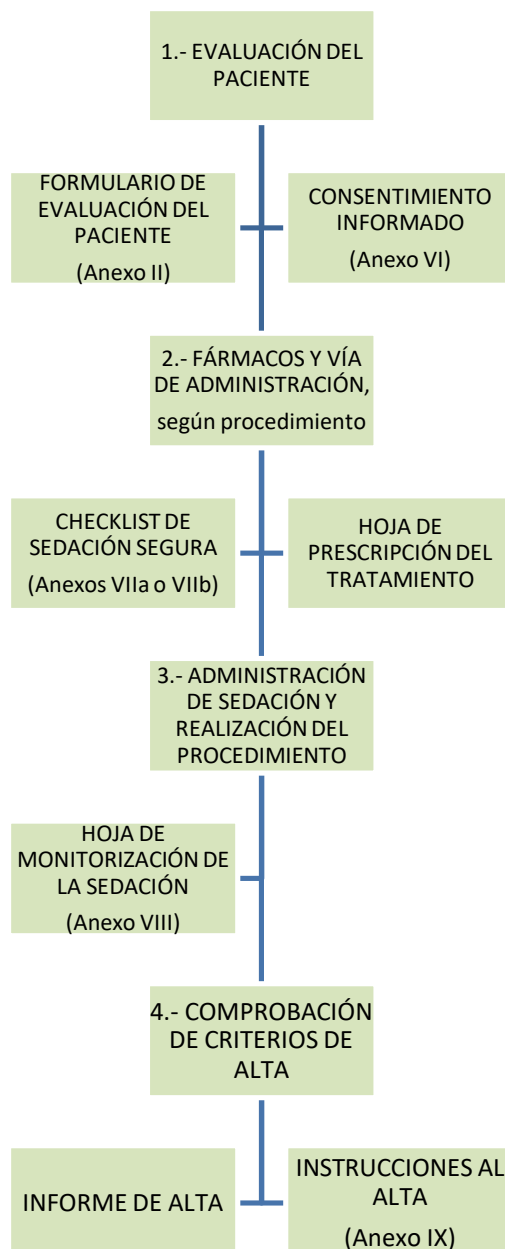 1.- EVALUACIÓN DEL
PACIENTE
FORMULARIO DE
EVALUACIÓN DEL
PACIENTE
(Anexo II)
CONSENTIMIENTO
INFORMADO
(Anexo VI)
2.- FÁRMACOS Y VÍA
DE ADMINISTRACIÓN,
según procedimiento
CHECKLIST DE
SEDACIÓN SEGURA
(Anexos VIIa o VIIb)
HOJA DE
PRESCRIPCIÓN DEL
TRATAMIENTO
3.- ADMINISTRACIÓN
DE SEDACIÓN Y
REALIZACIÓN DEL
PROCEDIMIENTO
HOJA DE
MONITORIZACIÓN DE
LA SEDACIÓN
(Anexo VIII)
4.- COMPROBACIÓN
DE CRITERIOS DE
ALTA
INFORME DE ALTA
INSTRUCCIONES AL
ALTA
(Anexo IX)